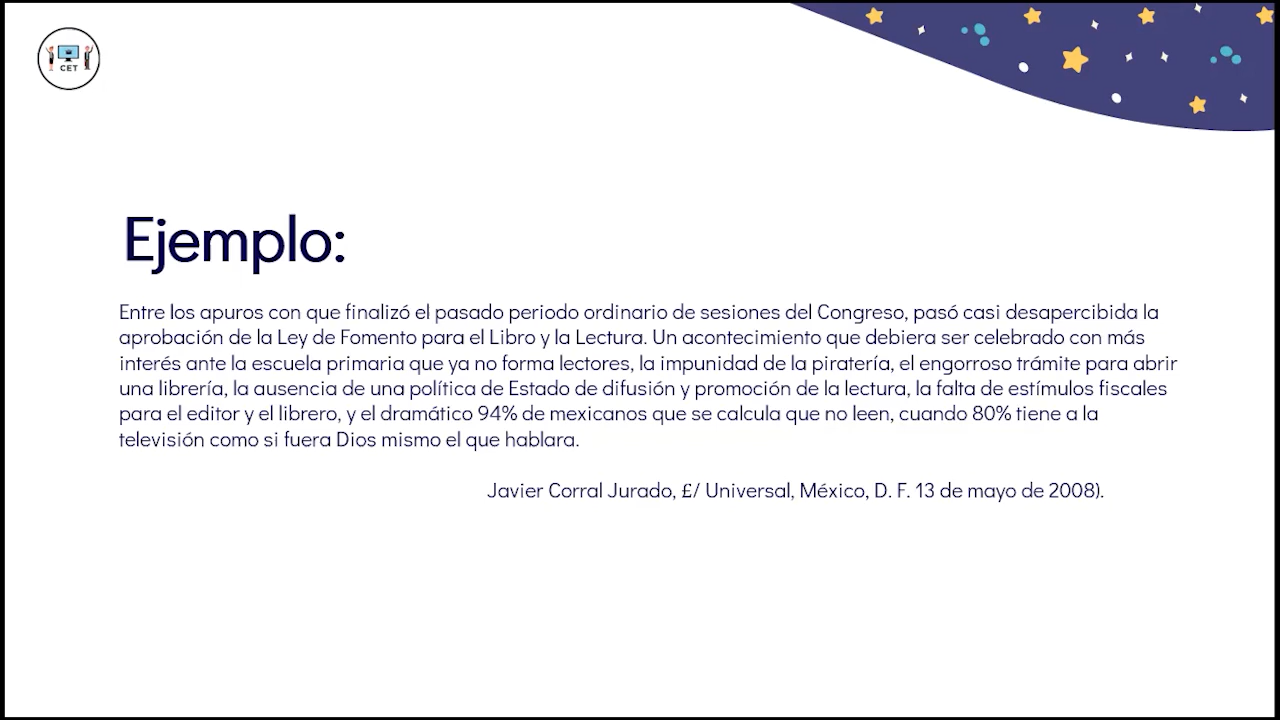 CET
Ejemplo:
Entre los apuros con que finalizó el pasado periodo ordinario de sesiones del Congreso, pasó casi desapercibida la
aprobación de la Ley de Fomento para el Libro y la Lectura. Un acontecimiento que debiera ser celebrado con más
interés ante la escuela primaria que ya no forma lectores, la impunidad de la piratería, el engorroso trámite para abrir
una librería, la ausencia de una política de Estado de difusión y promoción de la lectura, la falta de estímulos fiscales
para el editor y el librero, y el dramático 94% de mexicanos que se calcula que no leen, cuando 80% tiene a la
televisión como si fuera Dios mismo el que hablara.
Javier Corral Jurado, £/ Universal, México, D. F. 13 de mayo de 2008).